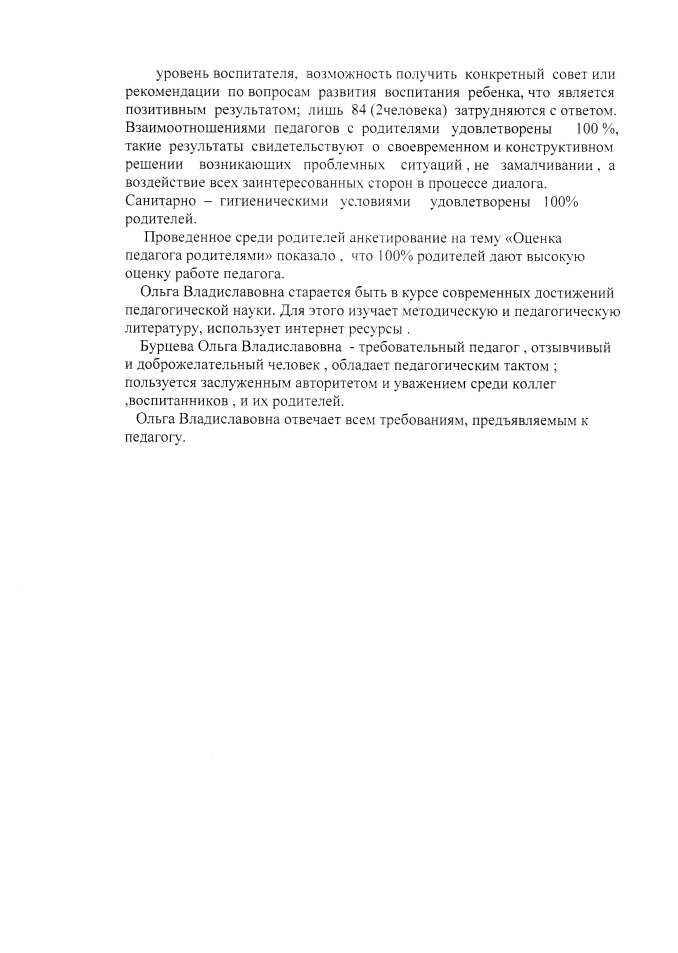 уровень воспитателя, возможность получить конкретный совет или
рекомендации по вопросам развития воспитания ребенка, что является
позитивным результатом; лишь 84 (2человека) затрудняются с ответом.
Взаимоотношениями педагогов с родителями удовлетворены 100 %,
такие результаты свидетельствуют о своевременном и конструктивном
решении возникающих проблемных ситуаций , не замалчивании , а
воздействие всех заинтересованных сторон в процессе диалога.
Санитарно – гигиеническими условиями удовлетворены 100%
родителей.
Проведенное среди родителей анкетирование на тему «Оценка
педагога родителями» показало , что 100% родителей дают высокую
оценку работе педагога.
Ольга Владиславовна старается быть в курсе современных достижений
педагогической науки. Для этого изучает методическую и педагогическую
литературу, использует интернет ресурсы .
Бурцева Ольга Владиславовна - требовательный педагог , отзывчивый
и доброжелательный человек , обладает педагогическим тактом ;
пользуется заслуженным авторитетом и уважением среди коллег
,воспитанников , и их родителей.
Ольга Владиславовна отвечает всем требованиям, предъявляемым к
педагогу.